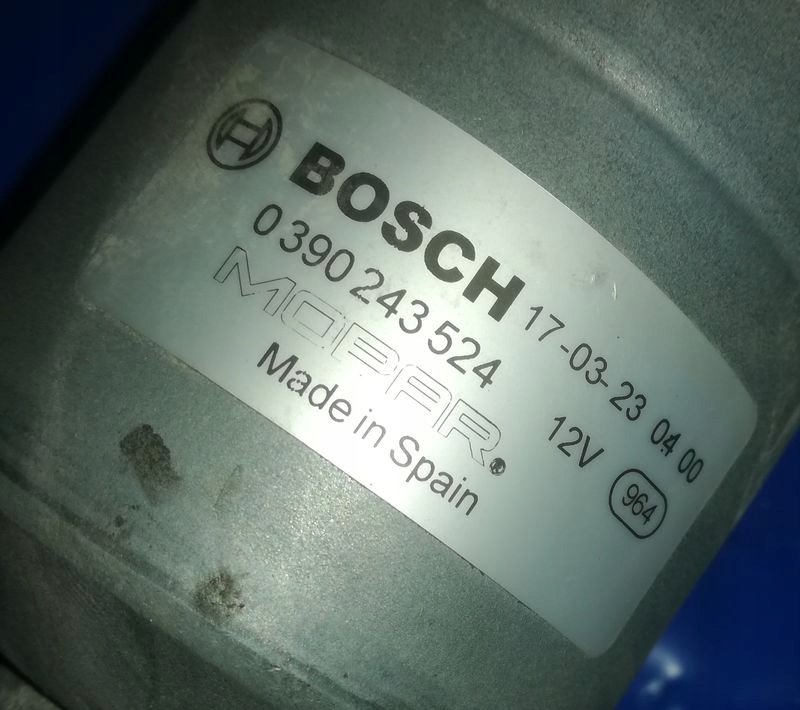 BOSCH 17-03-23 04 00
0 390 243 524 12V
MOPAR 964
Made in Spain